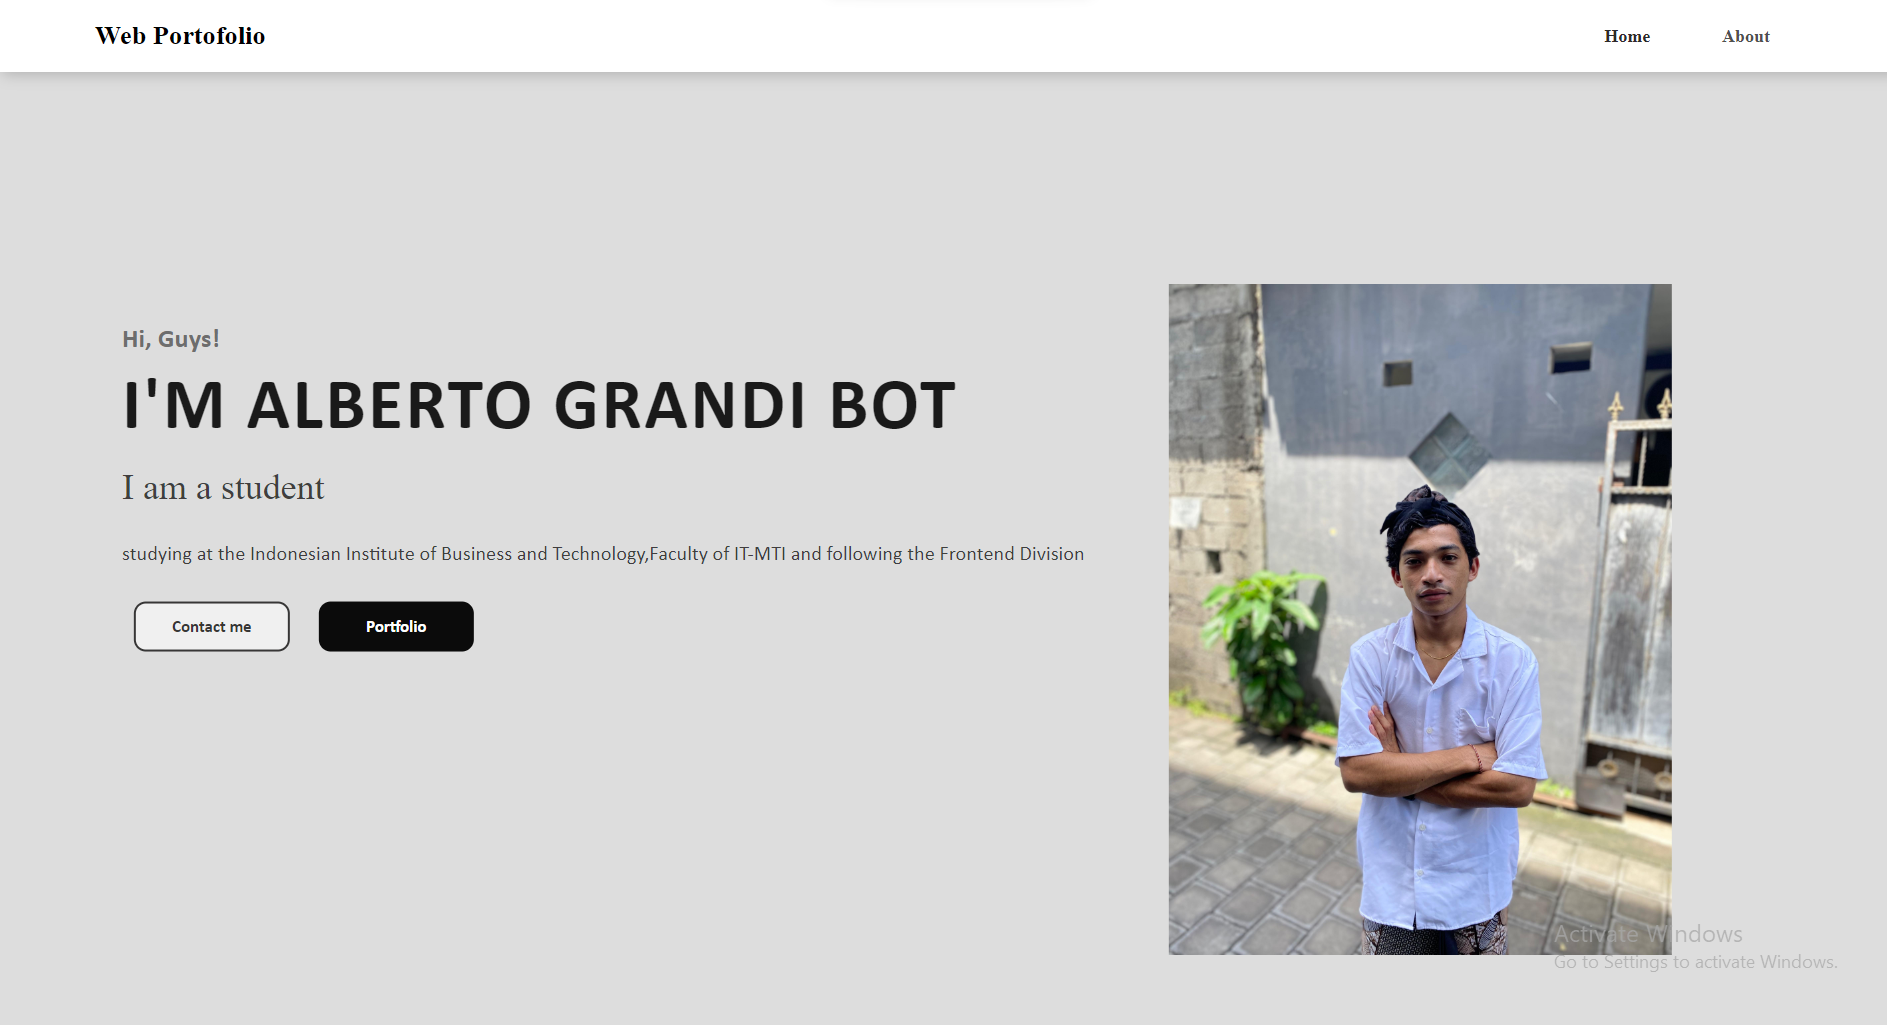 Web Portofolio
Home
About
Hi, Guys!
I'M ALBERTO GRANDI BOT
I am a student
studying at the Indonesian Institute of Business and Technology,Faculty of IT-MTI and following the Frontend Division
Contact me
Portfolio
Activate Windows
Go to Settings to activate Windows.